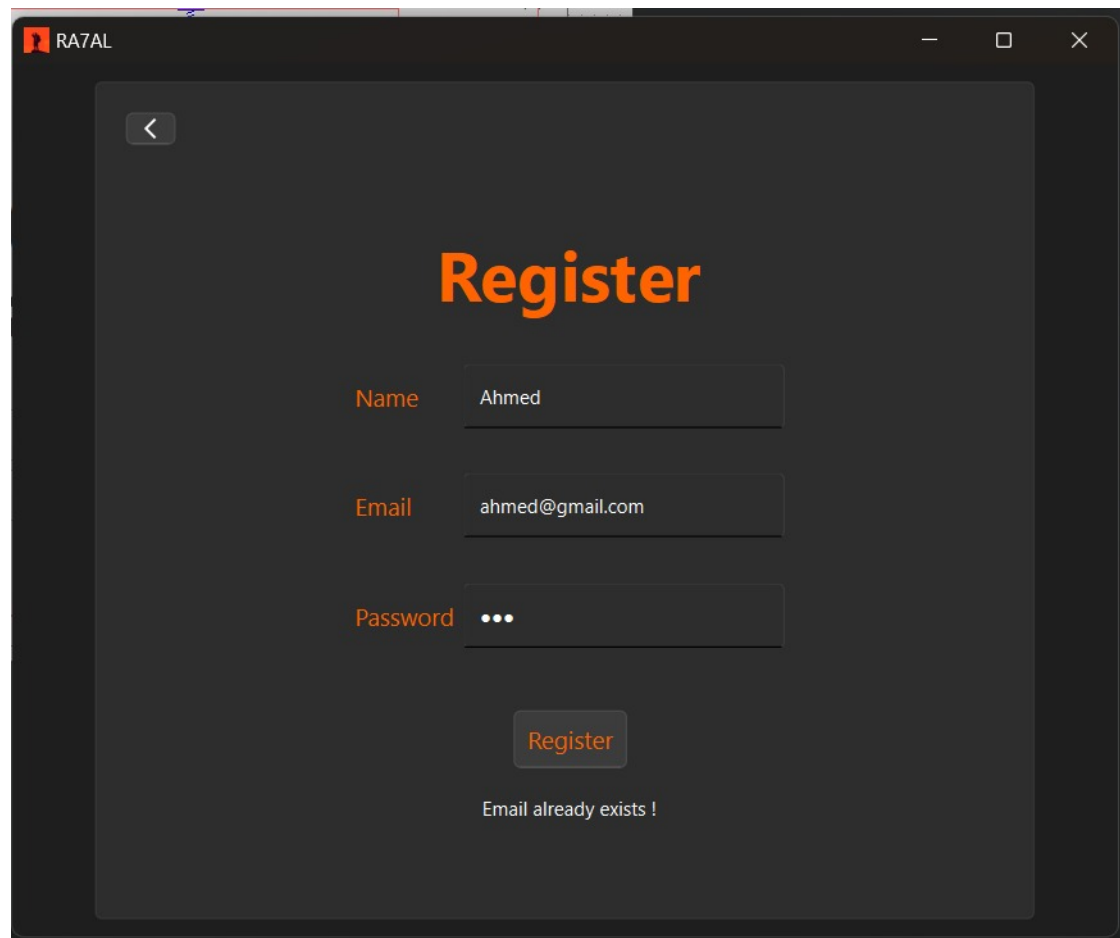 RA7AL
Register
Name Ahmed
Email ahmed@gmail.com
Password •••
Register
Email already exists !